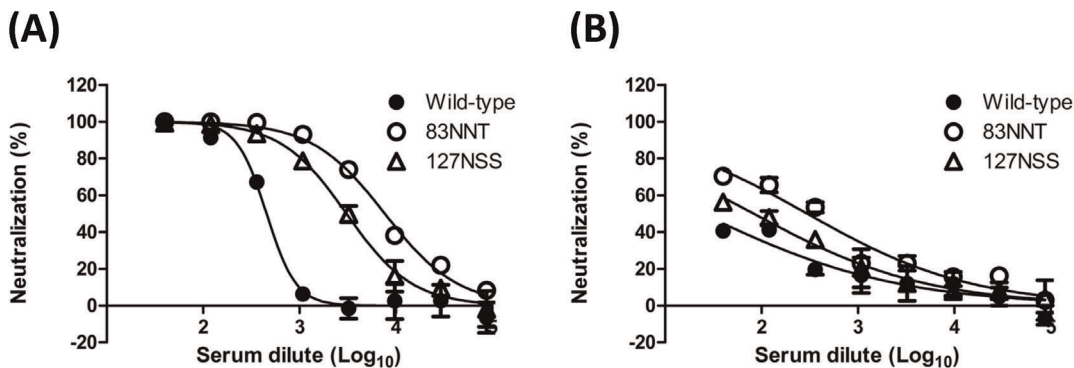 (A)
(B)
120
100
80
60
40
20
0
-20
Neutralization (%)
2
3
4
5
Serum dilute (Log10)
Wild-type
83NNT
127NSS
120
100
80
60
40
20
0
-20
Neutralization (%)
2
3
4
5
Serum dilute (Log10)
Wild-type
83NNT
127NSS